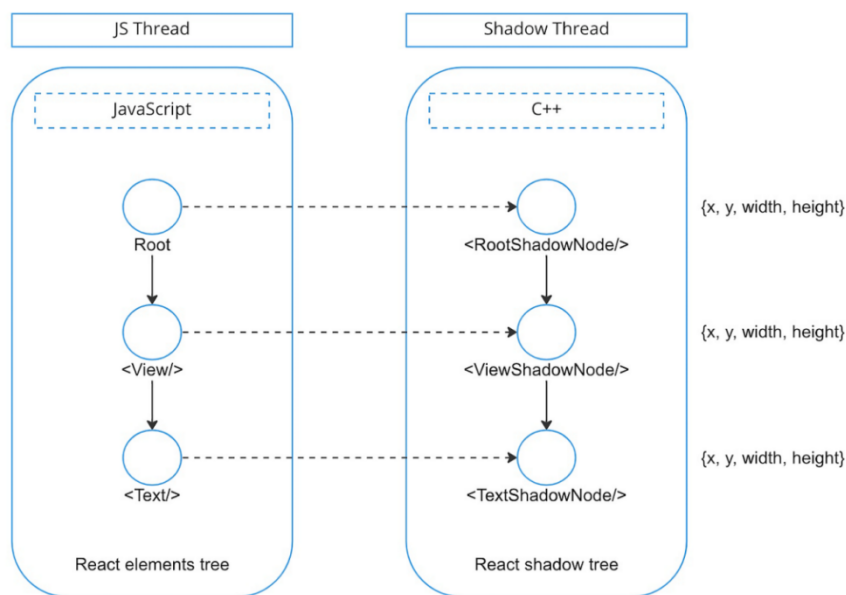 JS Thread
Shadow Thread
JavaScript
C++
{x, y, width, height}
Root
<RootShadowNode/>
{x, y, width, height}
<View/>
<ViewShadowNode/>
{x, y, width, height}
<Text/>
<TextShadowNode/>
React elements tree
React shadow tree